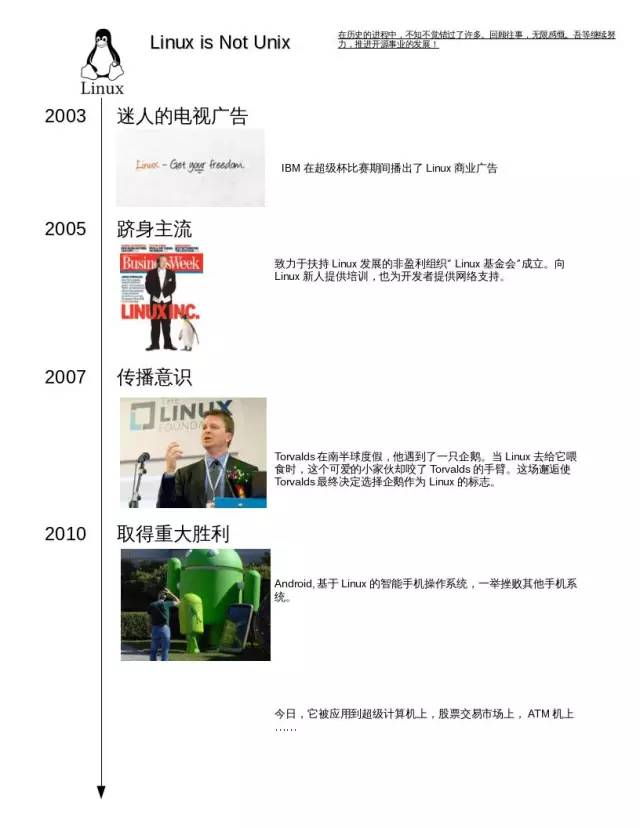 Linux is Not Unix
在历史的进程中，不知不觉错过了许多。回顾往事，无限感慨。吾等继续努
力，推进开源事业的发展！
Linux
2003
迷人的电视广告
Linux - Get your freedom.
IBM 在超级杯比赛期间播出了 Linux 商业广告
2005
跻身主流
BusinessWeek
LINUX INC.
致力于扶持 Linux 发展的非盈利组织“ Linux 基金会”成立。向
Linux 新人提供培训，也为开发者提供网络支持。
2007
传播意识
THE
LINUX
FOUNDATION
Torvalds 在南半球度假，他遇到了一只企鹅。当 Linux 去给它喂
食时，这个可爱的小家伙却咬了 Torvalds 的手臂。这场邂逅使
Torvalds 最终决定选择企鹅作为 Linux 的标志。
2010
取得重大胜利
Android, 基于 Linux 的智能手机操作系统，一举挫败其他手机系
统。
今日，它被应用到超级计算机上，股票交易市场上， ATM 机上
……